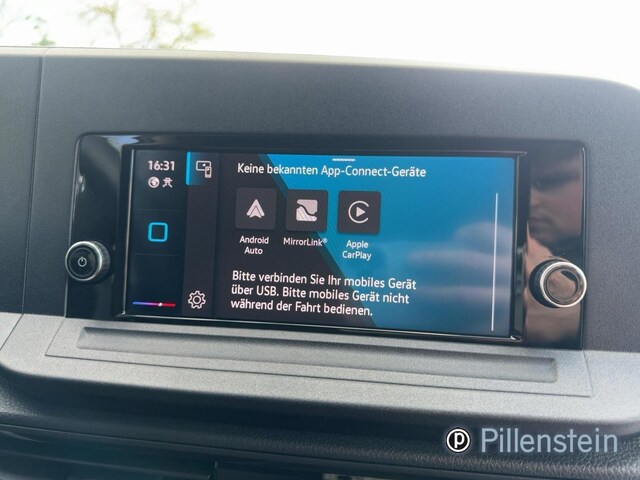 16:31
Keine bekannten App-Connect-Geräte
Android
Auto
MirrorLink®
Apple
CarPlay
Bitte verbinden Sie Ihr mobiles Gerät
über USB. Bitte mobiles Gerät nicht
während der Fahrt bedienen.
P Pillenstein